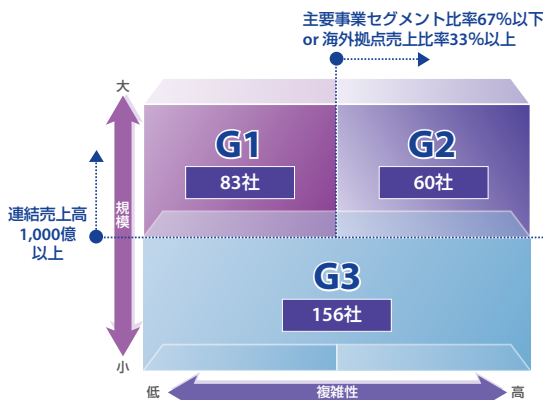 主要事業セグメント比率67%以下
or 海外拠点売上比率33%以上
大
G1
83社
G2
60社
連結売上高
1,000億
以上
規模
G3
156社
小
低
複雑性
高